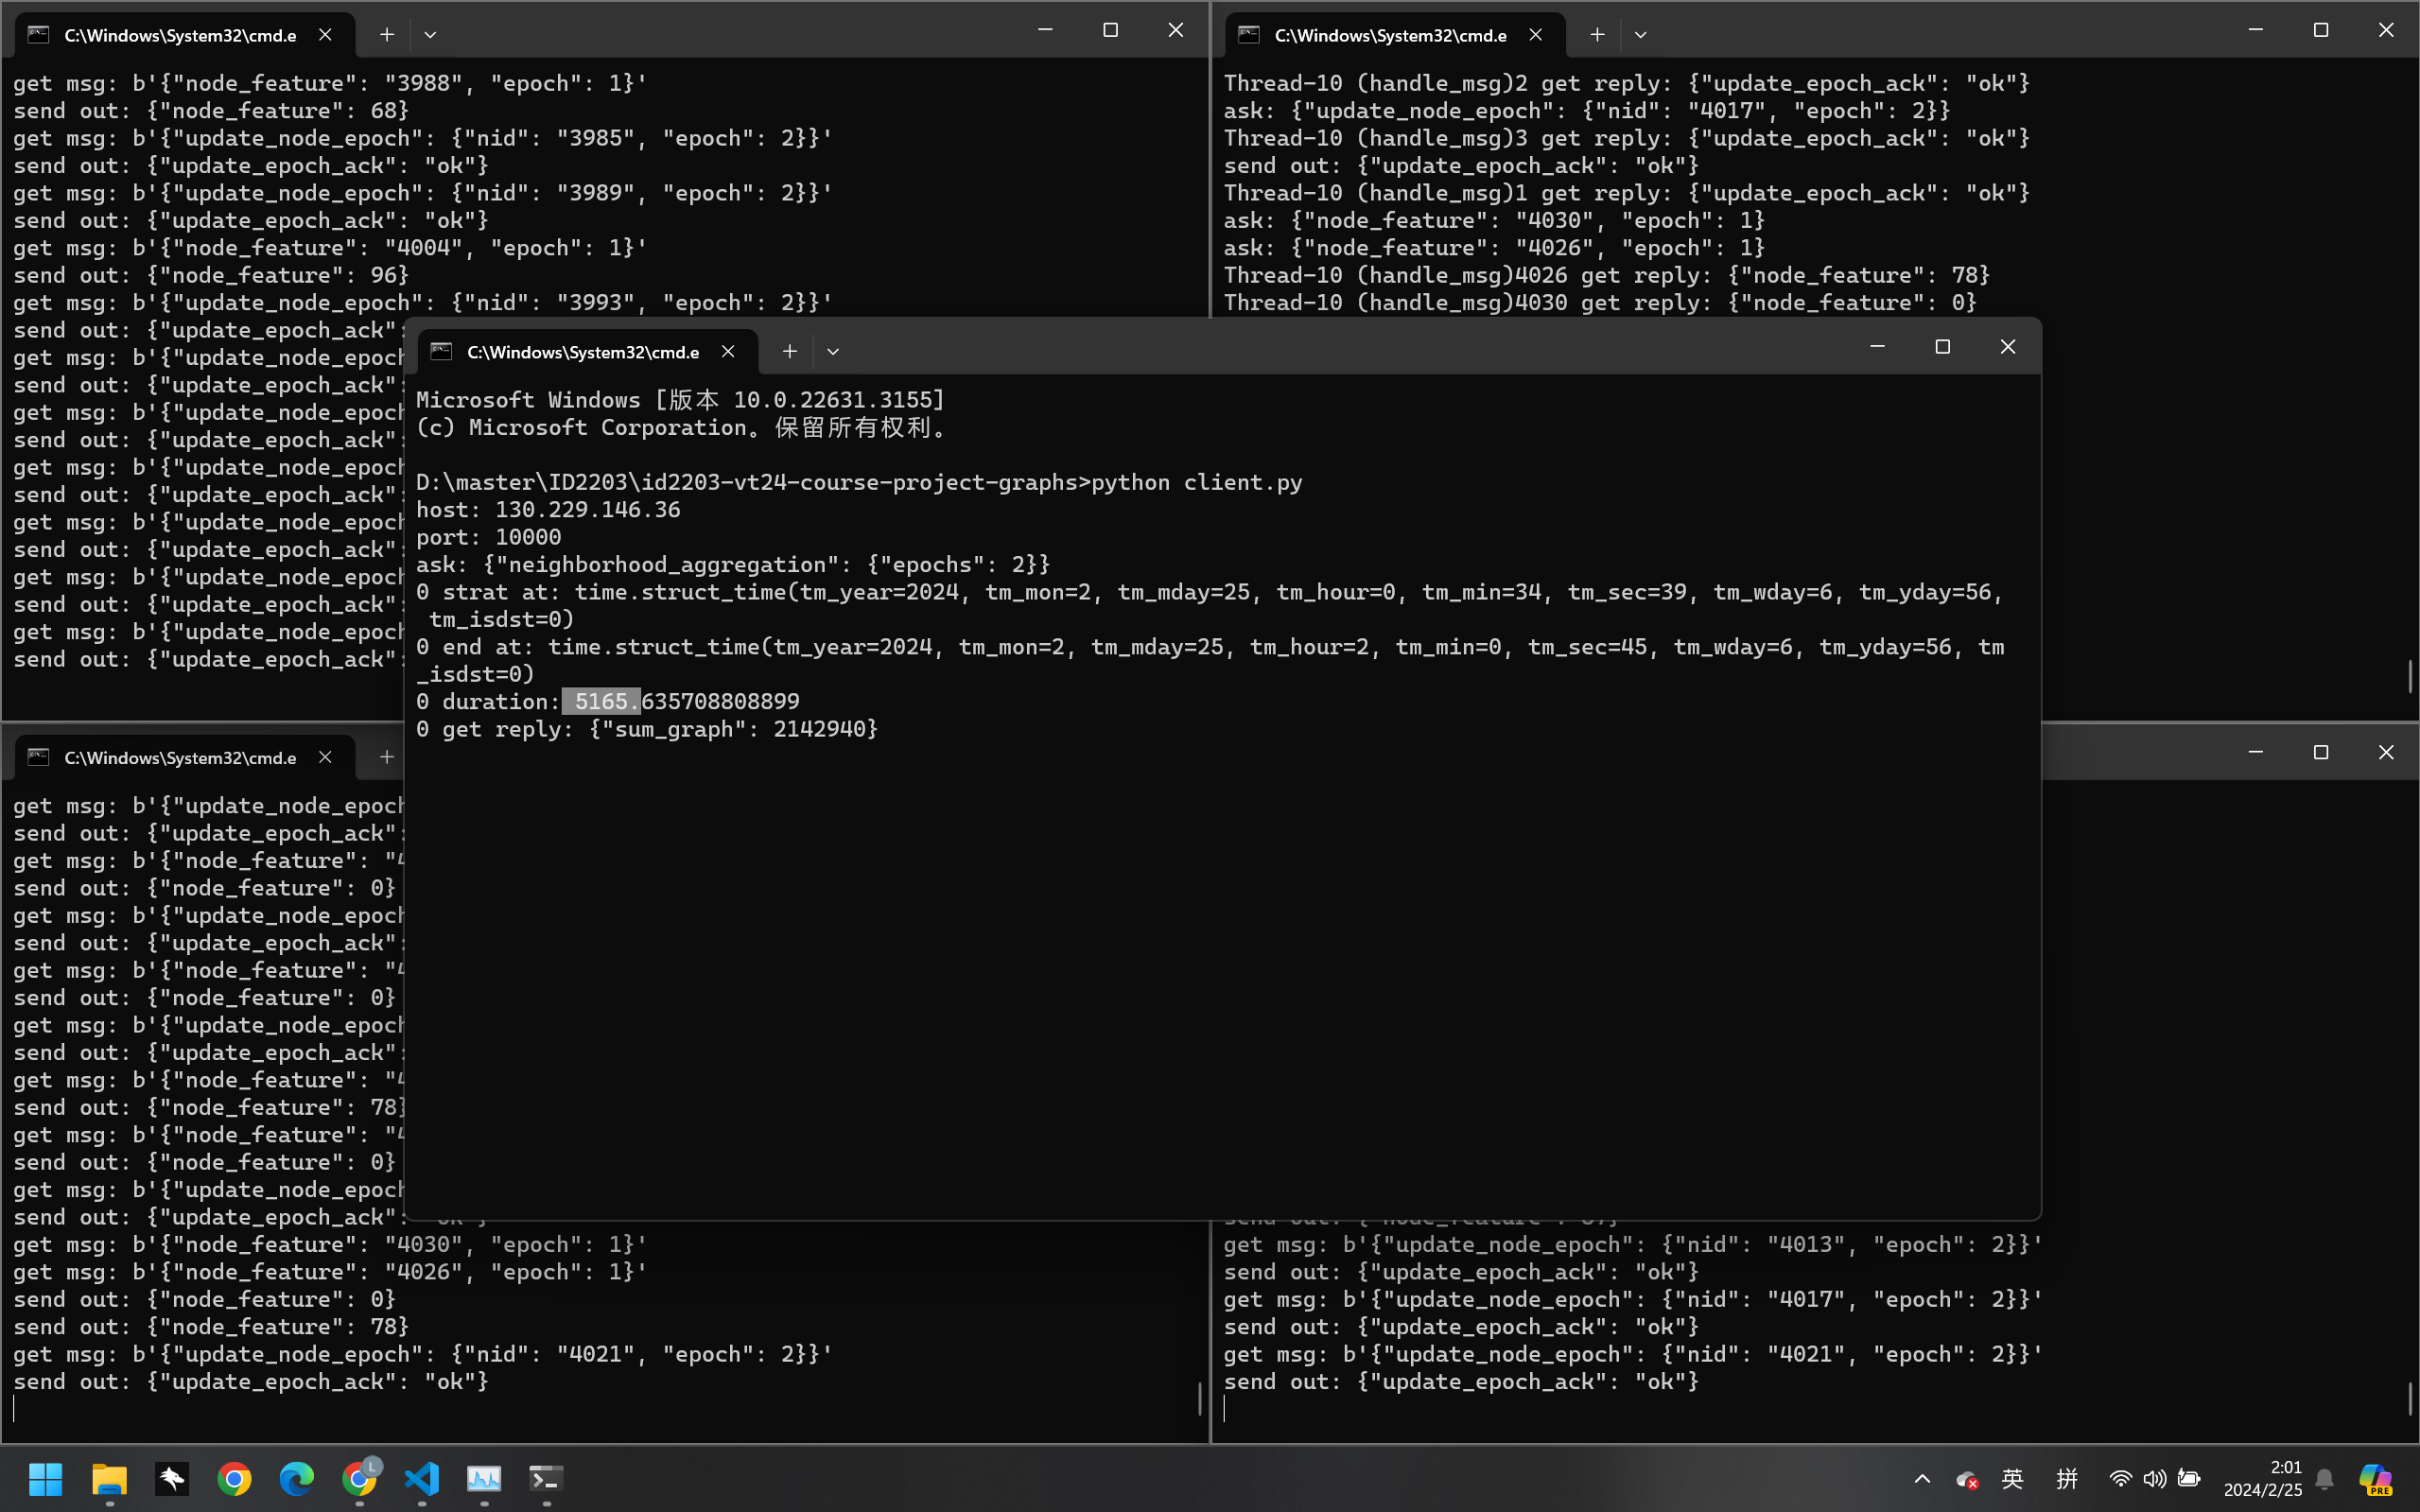 C:\Windows\System32\cmd.e
get msg: b'{"node_feature": "3988", "epoch": 1}'
send out: {"node_feature": 68}
get msg: b'{"update_node_epoch": {"nid": "3985", "epoch": 2}}'
send out: {"update_epoch_ack": "ok"}
get msg: b'{"update_node_epoch": {"nid": "3989", "epoch": 2}}'
send out: {"update_epoch_ack": "ok"}
get msg: b'{"node_feature": "4004", "epoch": 1}'
send out: {"node_feature": 96}
get msg: b'{"update_node_epoch": {"nid": "3993", "epoch": 2}}'
send out: {"update_epoch_ack":
get msg: b'{"update_node_epoch
send out: {"update_epoch_ack":
get msg: b'{"update_node_epoch
send out: {"update_epoch_ack":
get msg: b'{"update_node_epoch
send out: {"update_epoch_ack":
get msg: b'{"update_node_epoch
send out: {"update_epoch_ack":
get msg: b'{"update_node_epoch
send out: {"update_epoch_ack":
get msg: b'{"update_node_epoch
send out: {"update_epoch_ack":
C:\Windows\System32\cmd.e
Thread-10 (handle_msg)2 get reply: {"update_epoch_ack": "ok"}
ask: {"update_node_epoch": {"nid": "4017", "epoch": 2}}
Thread-10 (handle_msg)3 get reply: {"update_epoch_ack": "ok"}
send out: {"update_epoch_ack": "ok"}
Thread-10 (handle_msg)1 get reply: {"update_epoch_ack": "ok"}
ask: {"node_feature": "4030", "epoch": 1}
ask: {"node_feature": "4026", "epoch": 1}
Thread-10 (handle_msg)4026 get reply: {"node_feature": 78}
Thread-10 (handle_msg)4030 get reply: {"node_feature": 0}
C:\Windows\System32\cmd.e
Microsoft Windows [版本 10.0.22631.3155]
(c) Microsoft Corporation。保留所有权利。
D:\master\ID2203\id2203-vt24-course-project-graphs>python client.py
host: 130.229.146.36
port: 10000
ask: {"neighborhood_aggregation": {"epochs": 2}}
0 strat at: time.struct_time(tm_year=2024, tm_mon=2, tm_mday=25, tm_hour=0, tm_min=34, tm_sec=39, tm_wday=6, tm_yday=56,
tm_isdst=0)
0 end at: time.struct_time(tm_year=2024, tm_mon=2, tm_mday=25, tm_hour=2, tm_min=0, tm_sec=45, tm_wday=6, tm_yday=56, tm
_isdst=0)
0 duration: 5165.635708808899
0 get reply: {"sum_graph": 2142940}
C:\Windows\System32\cmd.e
get msg: b'{"update_node_epoch
send out: {"update_epoch_ack":
get msg: b'{"node_feature": "4
send out: {"node_feature": 0}
get msg: b'{"update_node_epoch
send out: {"update_epoch_ack":
get msg: b'{"node_feature": "4
send out: {"node_feature": 0}
get msg: b'{"update_node_epoch
send out: {"update_epoch_ack":
get msg: b'{"node_feature": "4
send out: {"node_feature": 78}
get msg: b'{"node_feature": "4
send out: {"node_feature": 0}
get msg: b'{"update_node_epoch
send out: {"update_epoch_ack": "ok"}
get msg: b'{"node_feature": "4030", "epoch": 1}'
get msg: b'{"node_feature": "4026", "epoch": 1}'
send out: {"node_feature": 0}
send out: {"node_feature": 78}
get msg: b'{"update_node_epoch": {"nid": "4021", "epoch": 2}}'
send out: {"update_epoch_ack": "ok"}
send out: {"node_feature": 87}
get msg: b'{"update_node_epoch": {"nid": "4013", "epoch": 2}}'
send out: {"update_epoch_ack": "ok"}
get msg: b'{"update_node_epoch": {"nid": "4017", "epoch": 2}}'
send out: {"update_epoch_ack": "ok"}
get msg: b'{"update_node_epoch": {"nid": "4021", "epoch": 2}}'
send out: {"update_epoch_ack": "ok"}
L
英
拼
2:01
2024/2/25
PRE